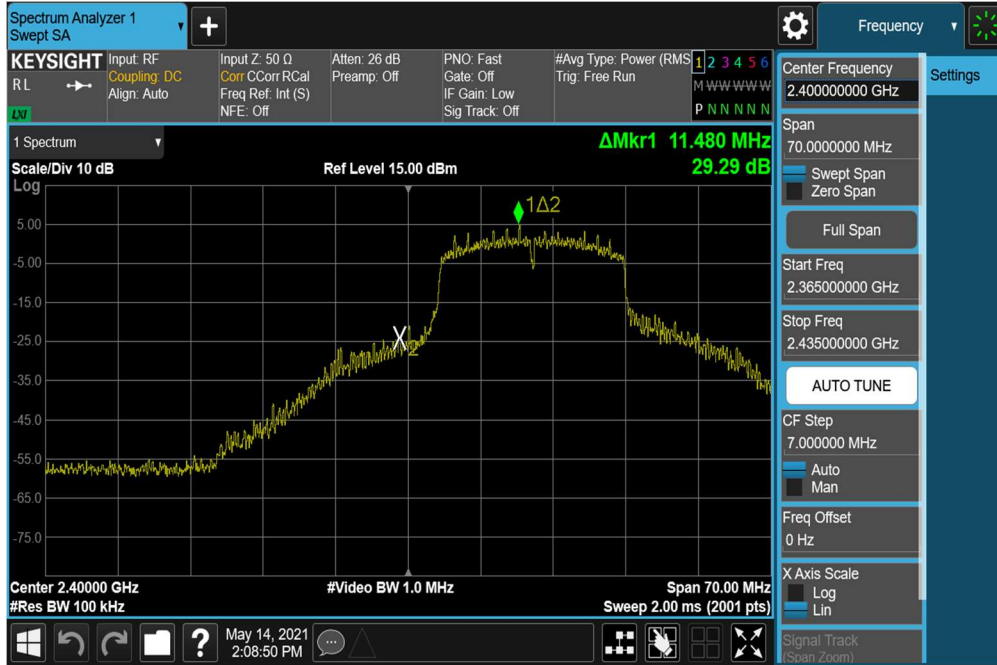 Spectrum Analyzer 1
Swept SA
+
Frequency
KEYSIGHT
RL
LXI
Input: RF
Coupling: DC
Align: Auto
Input Z: 50 Ω
Corr CCorr RCal
Freq Ref: Int (S)
NFE: Off
Atten: 26 dB
Preamp: Off
PNO: Fast
Gate: Off
IF Gain: Low
Sig Track: Off
#Avg Type: Power (RMS
Trig: Free Run
1 2 3 4 5 6
M W W W W W
P N N N N N
Settings
1 Spectrum
ΔMkr1 11.480 MHz
Scale/Div 10 dB
Ref Level 15.00 dBm
29.29 dB
Log
1Δ2
5.00
-5.00
-15.0
-25.0
X2
-35.0
-45.0
-55.0
-65.0
-75.0
Center 2.40000 GHz
#Video BW 1.0 MHz
Span 70.00 MHz
#Res BW 100 kHz
Sweep 2.00 ms (2001 pts)
Center Frequency
2.400000000 GHz
Span
70.0000000 MHz
Swept Span
Zero Span
Full Span
Start Freq
2.365000000 GHz
Stop Freq
2.435000000 GHz
AUTO TUNE
CF Step
7.000000 MHz
Auto
Man
Freq Offset
0 Hz
X Axis Scale
Log
Lin
Signal Track
(Span Zoom)
?
May 14, 2021
2:08:50 PM